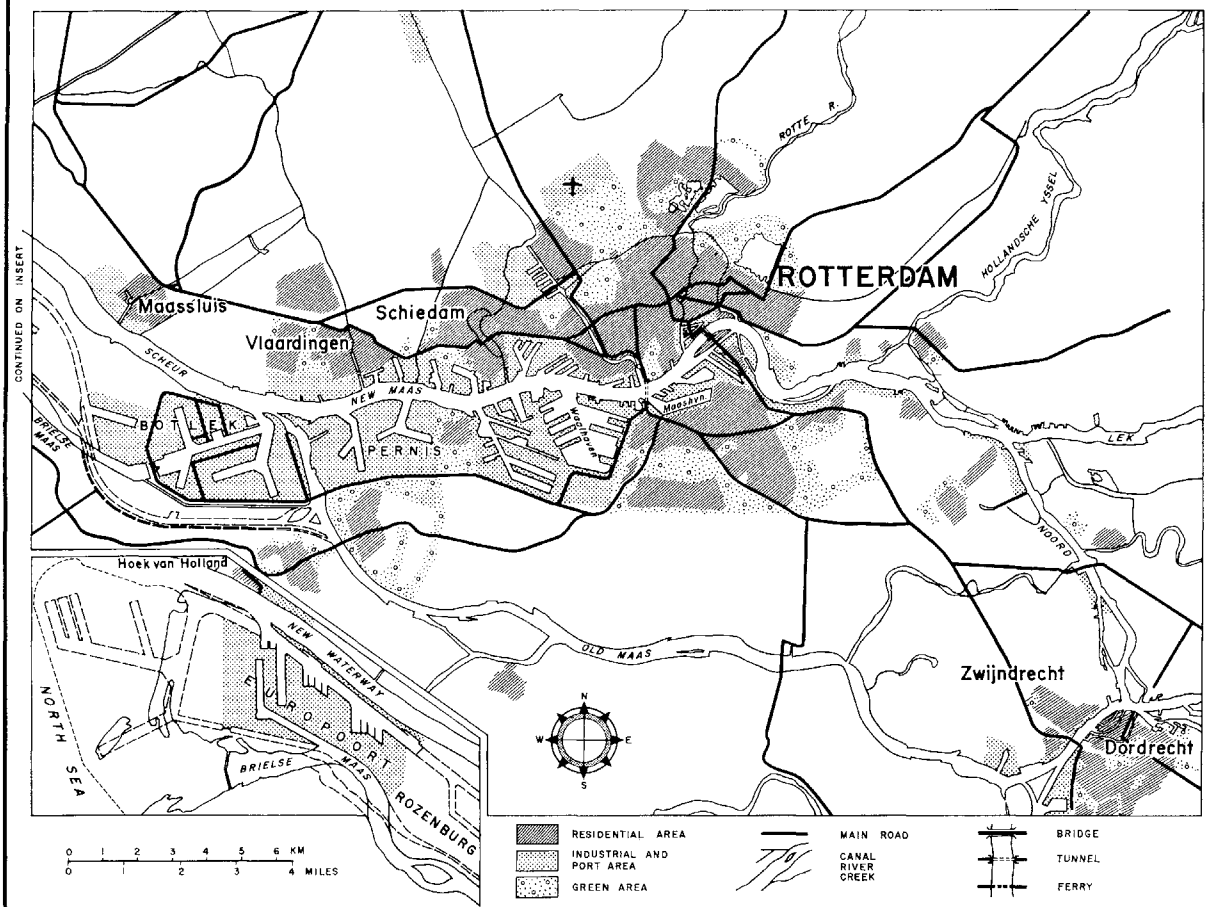 ROTTE R.
HOLLANDSCHE YSSEL
CONTINUED ON INSERT
ROTTERDAM
Maassluis
Schiedam
Vlaardingen
SCHEUR
NEW MAAS
Maashvn.
Waalhaven
BOTLEK
PERNIS
BRIELSE
MAAS
LEK
NOORD
Hoek van Holland
NEW WATERWAY
OLD MAAS
Zwijndrecht
EUROPOORT
NORTH SEA
BRIELSE MAAS
ROZENBURG
N
W E
S
Dordrecht
0 1 2 3 4 5 6 KM
0 1 2 3 4 MILES
RESIDENTIAL AREA
INDUSTRIAL AND
PORT AREA
GREEN AREA
MAIN ROAD
CANAL
RIVER
CREEK
BRIDGE
TUNNEL
FERRY